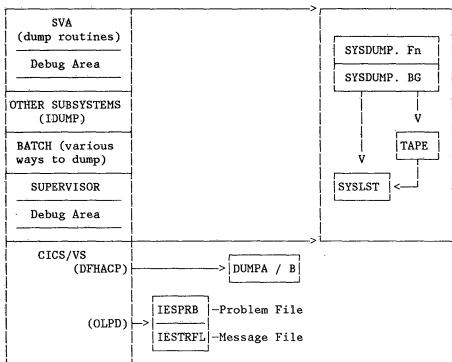 SVA
(dump routines)
Debug Area
OTHER SUBSYSTEMS
(IDUMP)
BATCH (various
ways to dump)
SUPERVISOR
Debug Area
CICS/VS
(DFHACP)
(OLPD)
SYSDUMP. Fn
SYSDUMP. BG
TAPE
SYSLST
DUMPA / B
IESPRB
Problem File
IESTRFL
Message File